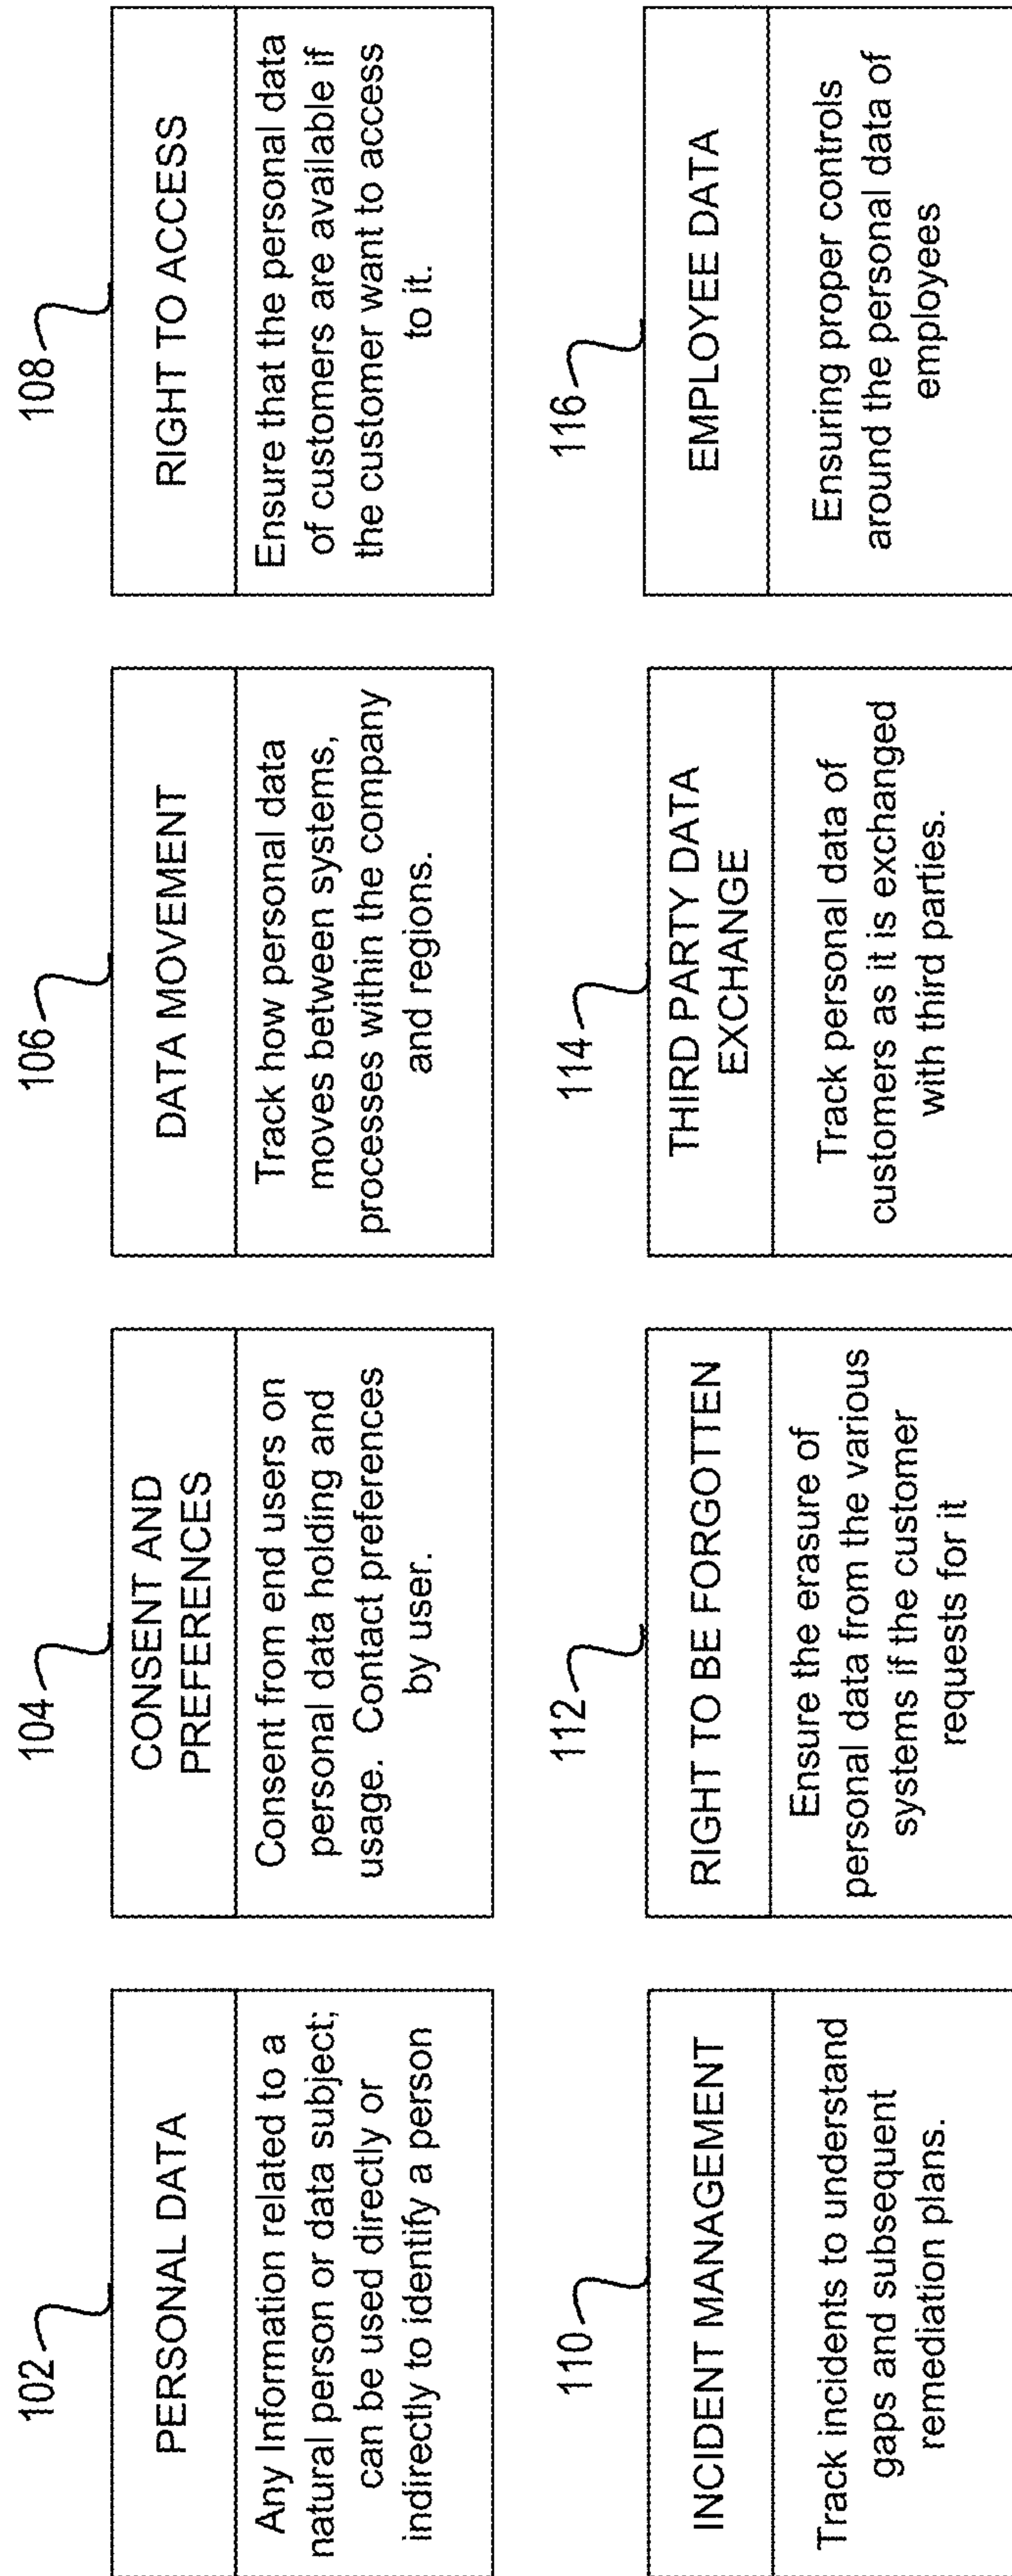 102
PERSONAL DATA
Any Information related to a
natural person or data subject;
can be used directly or
indirectly to identify a person
104
CONSENT AND
PREFERENCES
Consent from end users on
personal data holding and
usage. Contact preferences
by user.
106
DATA MOVEMENT
Track how personal data
moves between systems,
processes within the company
and regions.
108
RIGHT TO ACCESS
Ensure that the personal data
of customers are available if
the customer want to access
to it.
110
INCIDENT MANAGEMENT
Track incidents to understand
gaps and subsequent
remediation plans.
112
RIGHT TO BE FORGOTTEN
Ensure the erasure of
personal data from the various
systems if the customer
requests for it
114
THIRD PARTY DATA
EXCHANGE
Track personal data of
customers as it is exchanged
with third parties.
116
EMPLOYEE DATA
Ensuring proper controls
around the personal data of
employees